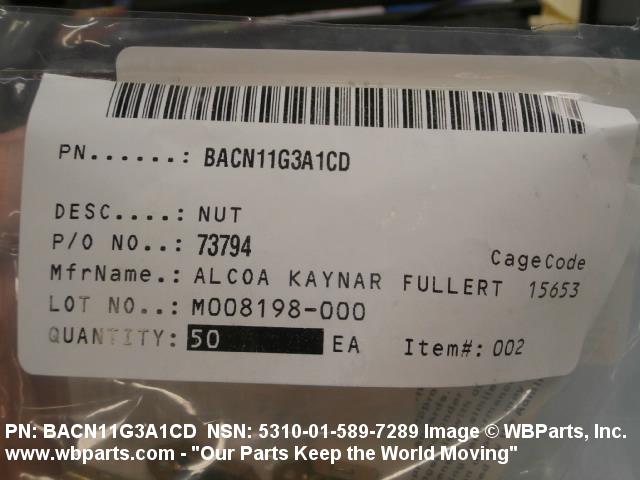 PN......: BACN11G3A1CD
DESC....: NUT
P/O NO..: 73794
CageCode
MfrName.: ALCOA KAYNAR FULLERT 15653
LOT NO..: M008198-000
QUANTITY: 50 EA Item#: 002
PN: BACN11G3A1CD NSN: 5310-01-589-7289 Image © WBParts, Inc.
www.wbparts.com - "Our Parts Keep the World Moving"